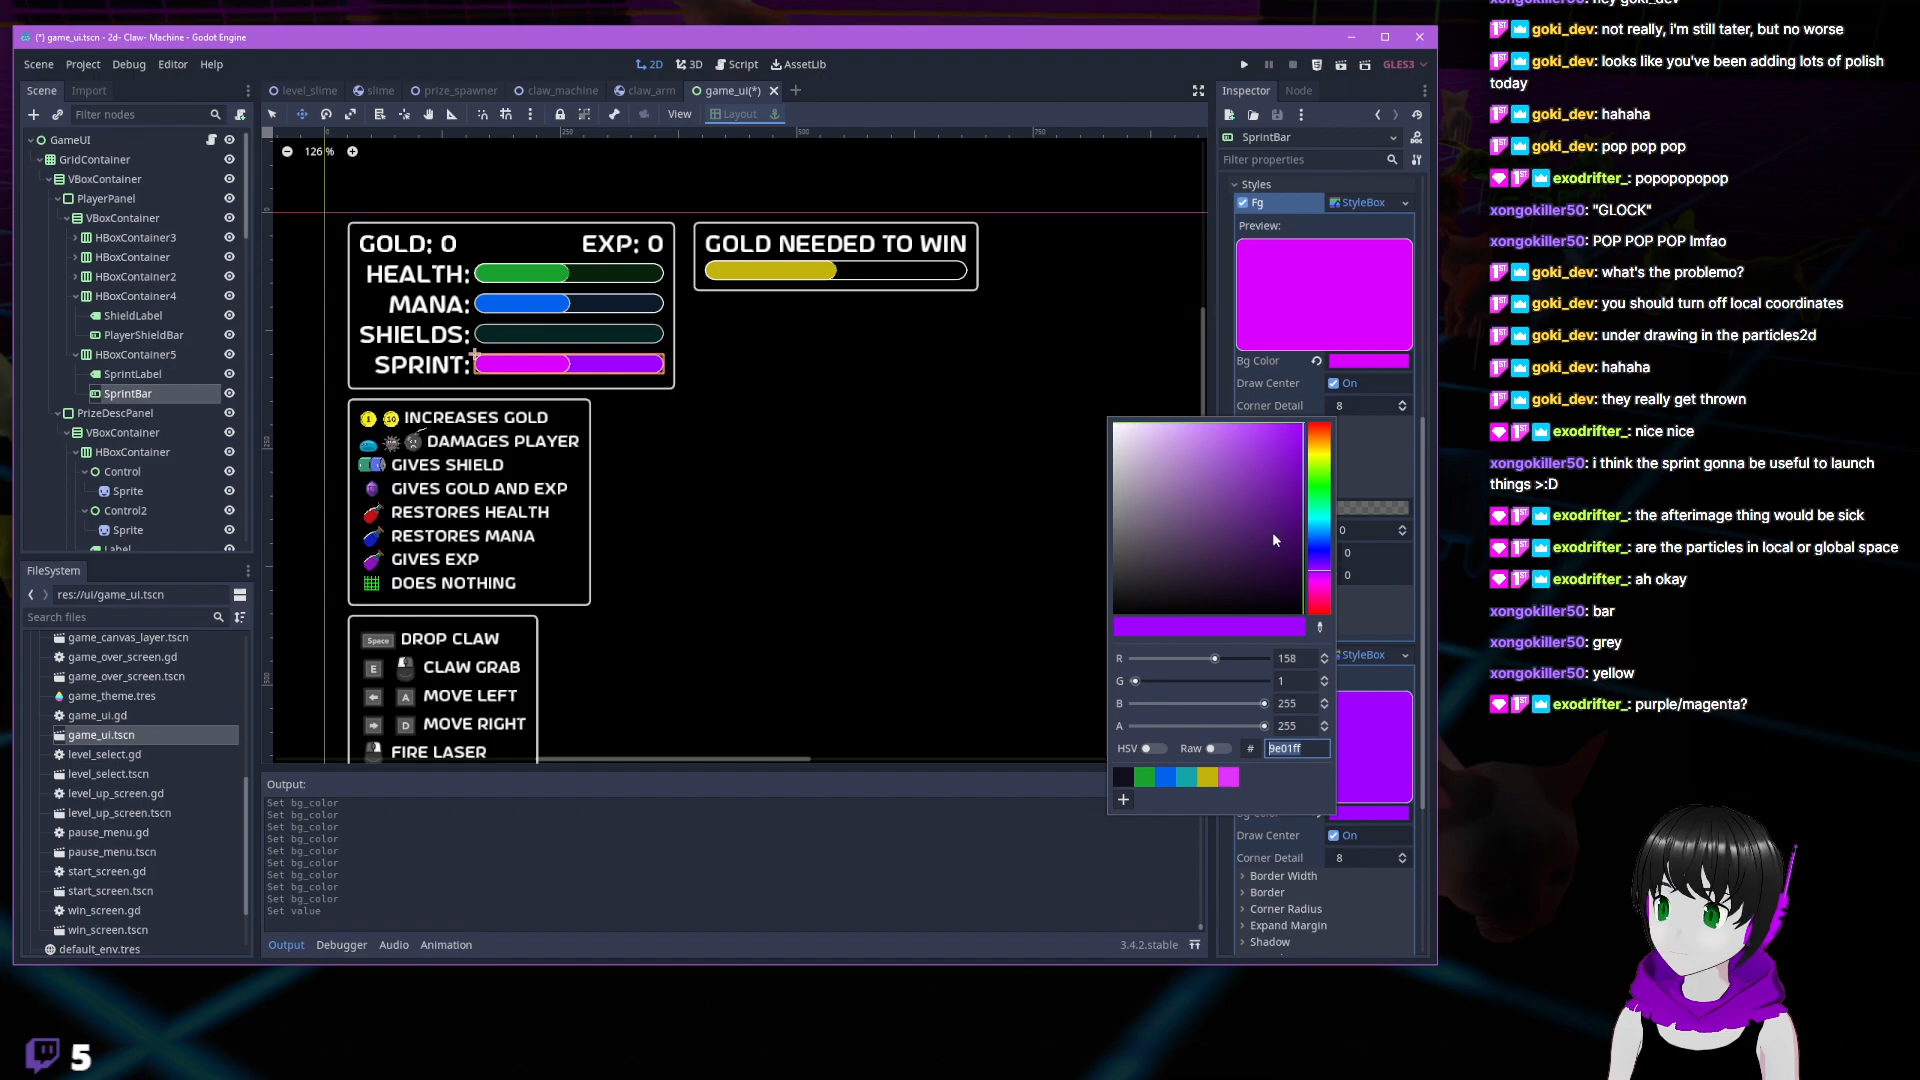 (*) game_ui.tscn - 2d- Claw- Machine - Godot Engine
Scene Project Debug Editor Help
2D 3D Script AssetLib
GLES3
Scene Import
level_slime slime prize_spawner claw_machine claw_arm game_ui(*)
Inspector Node
Filter nodes
View Layout
GameUI
GridContainer
VBoxContainer
PlayerPanel
VBoxContainer
HBoxContainer3
HBoxContainer
HBoxContainer2
HBoxContainer4
ShieldLabel
PlayerShieldBar
HBoxContainer5
SprintLabel
SprintBar
PrizeDescPanel
VBoxContainer
HBoxContainer
Control
Sprite
Control2
Sprite
Label
FileSystem
res://ui/game_ui.tscn
Search files
game_canvas_layer.tscn
game_over_screen.gd
game_over_screen.tscn
game_theme.tres
game_ui.gd
game_ui.tscn
level_select.gd
level_select.tscn
level_up_screen.gd
level_up_screen.tscn
pause_menu.gd
pause_menu.tscn
start_screen.gd
start_screen.tscn
win_screen.gd
win_screen.tscn
default_env.tres
0 250 500 750
126 %
GOLD: 0 EXP: 0
HEALTH:
MANA:
SHIELDS:
SPRINT:
GOLD NEEDED TO WIN
INCREASES GOLD
DAMAGES PLAYER
GIVES SHIELD
GIVES GOLD AND EXP
RESTORES HEALTH
RESTORES MANA
GIVES EXP
DOES NOTHING
Space DROP CLAW
E CLAW GRAB
A MOVE LEFT
D MOVE RIGHT
FIRE LASER
Output:
Set bg_color
Set bg_color
Set bg_color
Set bg_color
Set bg_color
Set bg_color
Set bg_color
Set bg_color
Set bg_color
Set value
Output Debugger Audio Animation
3.4.2.stable
SprintBar
Filter properties
Styles
Fg StyleBox
Preview:
Bg Color
Draw Center On
Corner Detail 8
0
0
0
StyleBox
R 158
G 1
B 255
A 255
HSV Raw # 9e01ff
Bg Color
Draw Center On
Corner Detail 8
Border Width
Border
Corner Radius
Expand Margin
Shadow
xongokiller50: hey goki_dev
goki_dev: not really, i'm still tater, but no worse
goki_dev: looks like you've been adding lots of polish
today
goki_dev: hahaha
goki_dev: pop pop pop
exodrifter_: popopopopop
xongokiller50: "GLOCK"
xongokiller50: POP POP POP lmfao
goki_dev: what's the problemo?
goki_dev: you should turn off local coordinates
goki_dev: under drawing in the particles2d
goki_dev: hahaha
goki_dev: they really get thrown
exodrifter_: nice nice
xongokiller50: i think the sprint gonna be useful to launch
things >:D
exodrifter_: the afterimage thing would be sick
exodrifter_: are the particles in local or global space
exodrifter_: ah okay
xongokiller50: bar
xongokiller50: grey
xongokiller50: yellow
exodrifter_: purple/magenta?
5